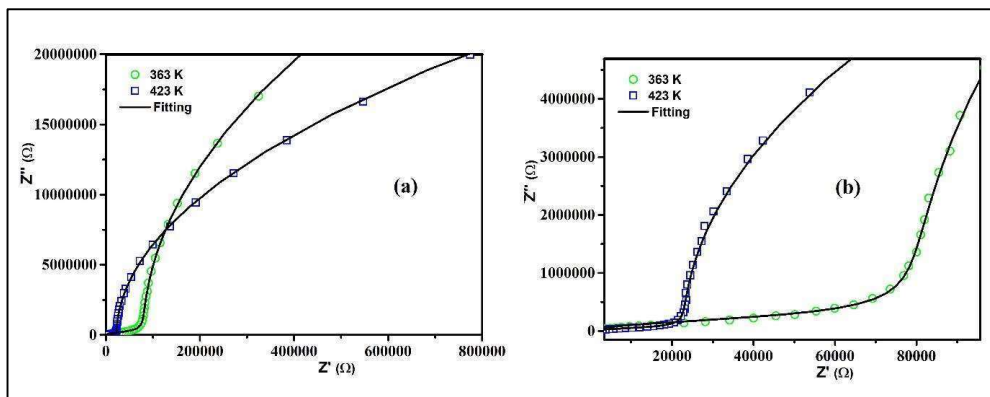 20000000
15000000
10000000
5000000
0
Z'' (Ω)
363 K
423 K
Fitting
(a)
0
200000
400000
600000
800000
Z' (Ω)
4000000
3000000
2000000
1000000
0
Z'' (Ω)
363 K
423 K
Fitting
(b)
20000
40000
60000
80000
Z' (Ω)